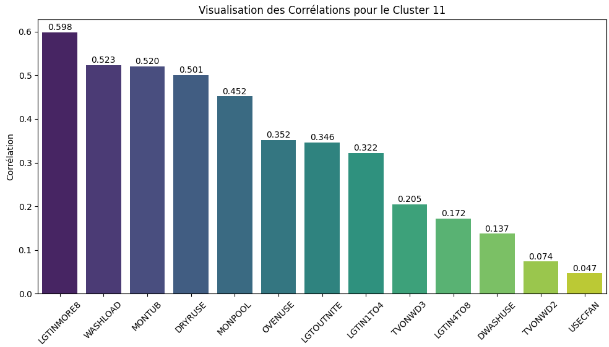 Visualisation des Corrélations pour le Cluster 11
Corrélation
0.6
0.5
0.4
0.3
0.2
0.1
0.0
0.598
0.523
0.520
0.501
0.452
0.352
0.346
0.322
0.205
0.172
0.137
0.074
0.047
LGTINMORE8
WASHLOAD
MONTUB
DRYRUSE
MONPOOL
OVENUSE
LGTOUTNITE
LGTIN1TO4
TVONWD3
LGTIN4TO8
DWASHUSE
TVONWD2
USECFAN